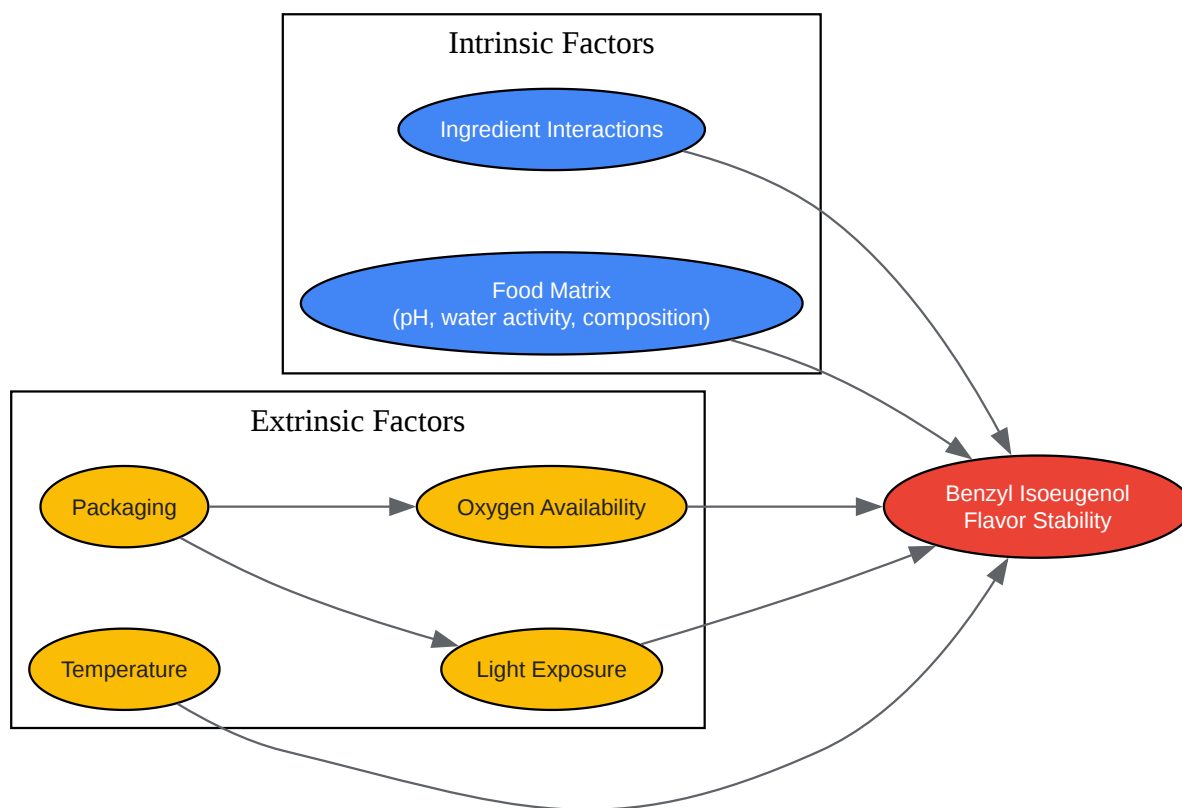 Intrinsic Factors
Ingredient Interactions
Food Matrix
(pH, water activity, composition)
Extrinsic Factors
Packaging
Oxygen Availability
Benzyl Isoeugenol
Flavor Stability
Temperature
Light Exposure